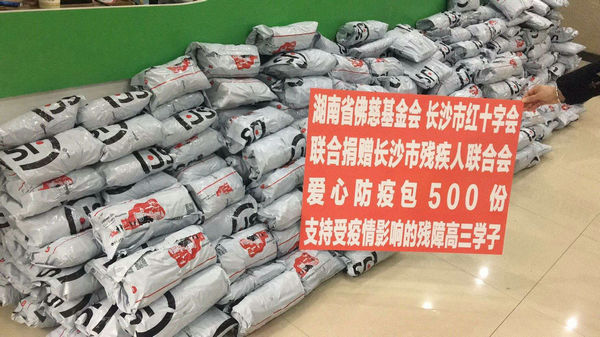 湖南省佛慈基金会 长沙市红十字会
联合捐赠长沙市残疾人联合会
爱心防疫包 500 份
支持受疫情影响的残障高三学子